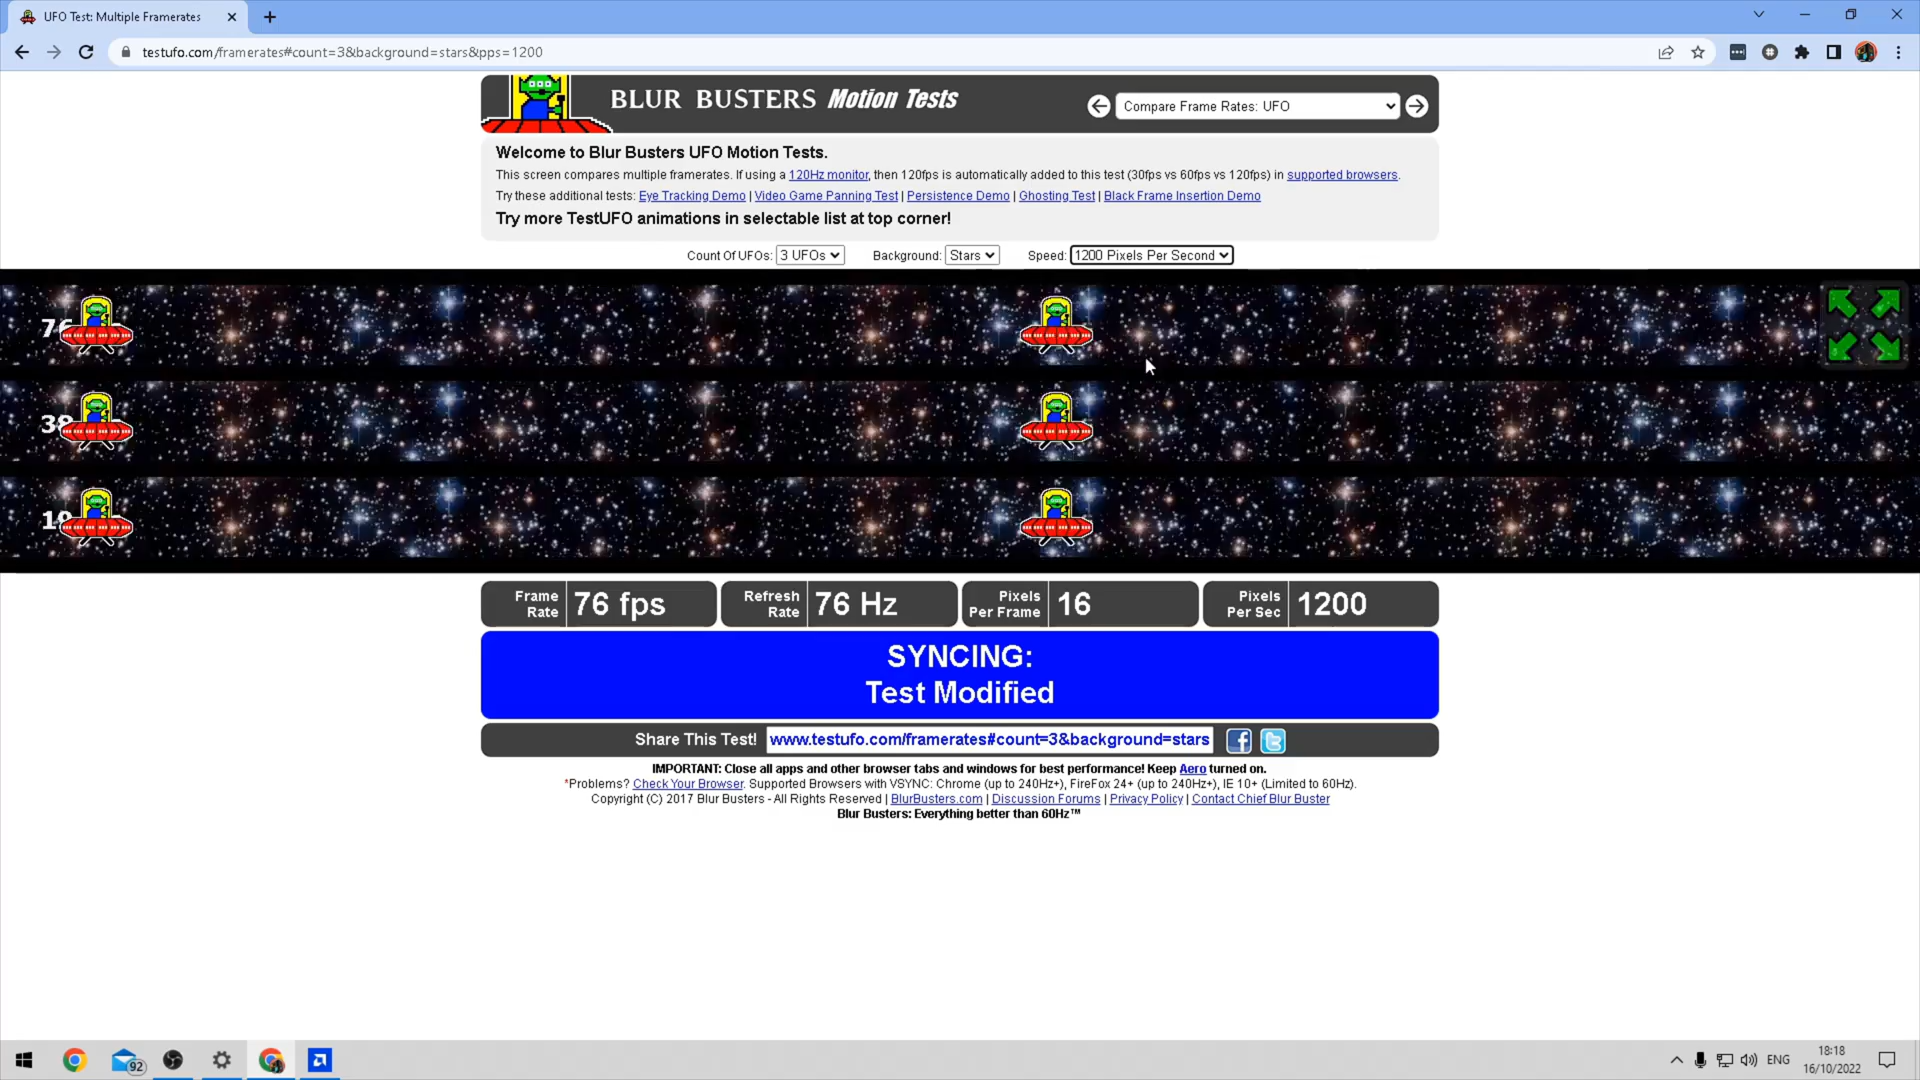 UFO Test: Multiple Framerates
testufo.com/framerates#count=3&background=stars&pps=1200
BLUR BUSTERS Motion Tests
Compare Frame Rates: UFO
Welcome to Blur Busters UFO Motion Tests.
This screen compares multiple framerates. If using a 120Hz monitor, then 120fps is automatically added to this test (30fps vs 60fps vs 120fps) in supported browsers.
Try these additional tests: Eye Tracking Demo | Video Game Panning Test | Persistence Demo | Ghosting Test | Black Frame Insertion Demo
Try more TestUFO animations in selectable list at top corner!
Count Of UFOs: 3 UFOs Background: Stars Speed: 1200 Pixels Per Second
76
38
19
Frame Rate 76 fps Refresh Rate 76 Hz Pixels Per Frame 16 Pixels Per Sec 1200
SYNCING:
Test Modified
Share This Test! www.testufo.com/framerates#count=3&background=stars
IMPORTANT: Close all apps and other browser tabs and windows for best performance! Keep Aero turned on.
*Problems? Check Your Browser. Supported Browsers with VSYNC: Chrome (up to 240Hz+), FireFox 24+ (up to 240Hz+), IE 10+ (Limited to 60Hz).
Copyright (C) 2017 Blur Busters - All Rights Reserved | BlurBusters.com | Discussion Forums | Privacy Policy | Contact Chief Blur Buster
Blur Busters: Everything better than 60Hz™
92
ENG
18:18
16/10/2022